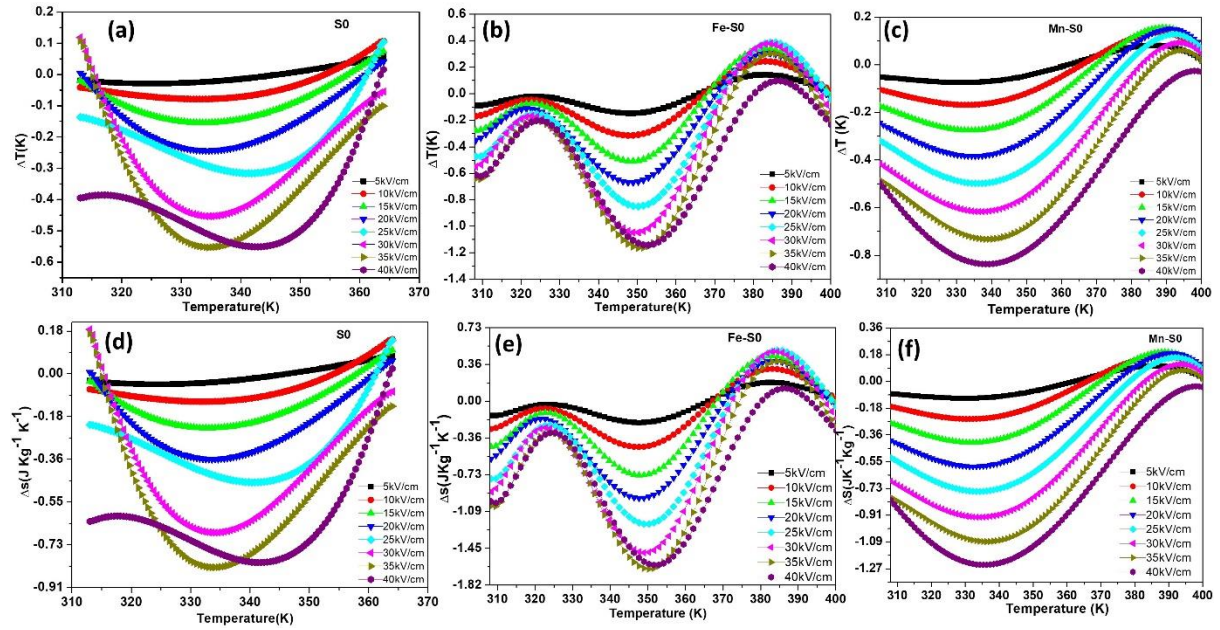 (a) S0
ΔT(K)
0.2
0.1
0.0
-0.1
-0.2
-0.3
-0.4
-0.5
-0.6
5kV/cm
10kV/cm
15kV/cm
20kV/cm
25kV/cm
30kV/cm
35kV/cm
40kV/cm
310 320 330 340 350 360 370
Temperature(K)
(b) Fe-S0
ΔT(K)
0.6
0.4
0.2
0.0
-0.2
-0.4
-0.6
-0.8
-1.0
-1.2
-1.4
5kV/cm
10kV/cm
15kV/cm
20kV/cm
25kV/cm
30kV/cm
35kV/cm
40kV/cm
310 320 330 340 350 360 370 380 390 400
Temperature(K)
(c) Mn-S0
ΔT (K)
0.2
0.0
-0.2
-0.4
-0.6
-0.8
5kV/cm
10kV/cm
15kV/cm
20kV/cm
25kV/cm
30kV/cm
35kV/cm
40kV/cm
310 320 330 340 350 360 370 380 390 400
Temperature (K)
(d) S0
Δs(J Kg⁻¹ K⁻¹)
0.18
0.00
-0.18
-0.36
-0.55
-0.73
-0.91
5kV/cm
10kV/cm
15kV/cm
20kV/cm
25kV/cm
30kV/cm
35kV/cm
40kV/cm
310 320 330 340 350 360 370
Temperature(K)
(e) Fe-S0
Δs(JKg⁻¹K⁻¹)
0.73
0.36
0.00
-0.36
-0.73
-1.09
-1.45
-1.82
5kV/cm
10kV/cm
15kV/cm
20kV/cm
25kV/cm
30kV/cm
35kV/cm
40kV/cm
310 320 330 340 350 360 370 380 390 400
Temperature(K)
(f) Mn-S0
ΔS(JK⁻¹Kg⁻¹)
0.36
0.18
0.00
-0.18
-0.36
-0.55
-0.73
-0.91
-1.09
-1.27
5kV/cm
10kV/cm
15kV/cm
20kV/cm
25kV/cm
30kV/cm
35kV/cm
40kV/cm
310 320 330 340 350 360 370 380 390 400
Temperature (K)